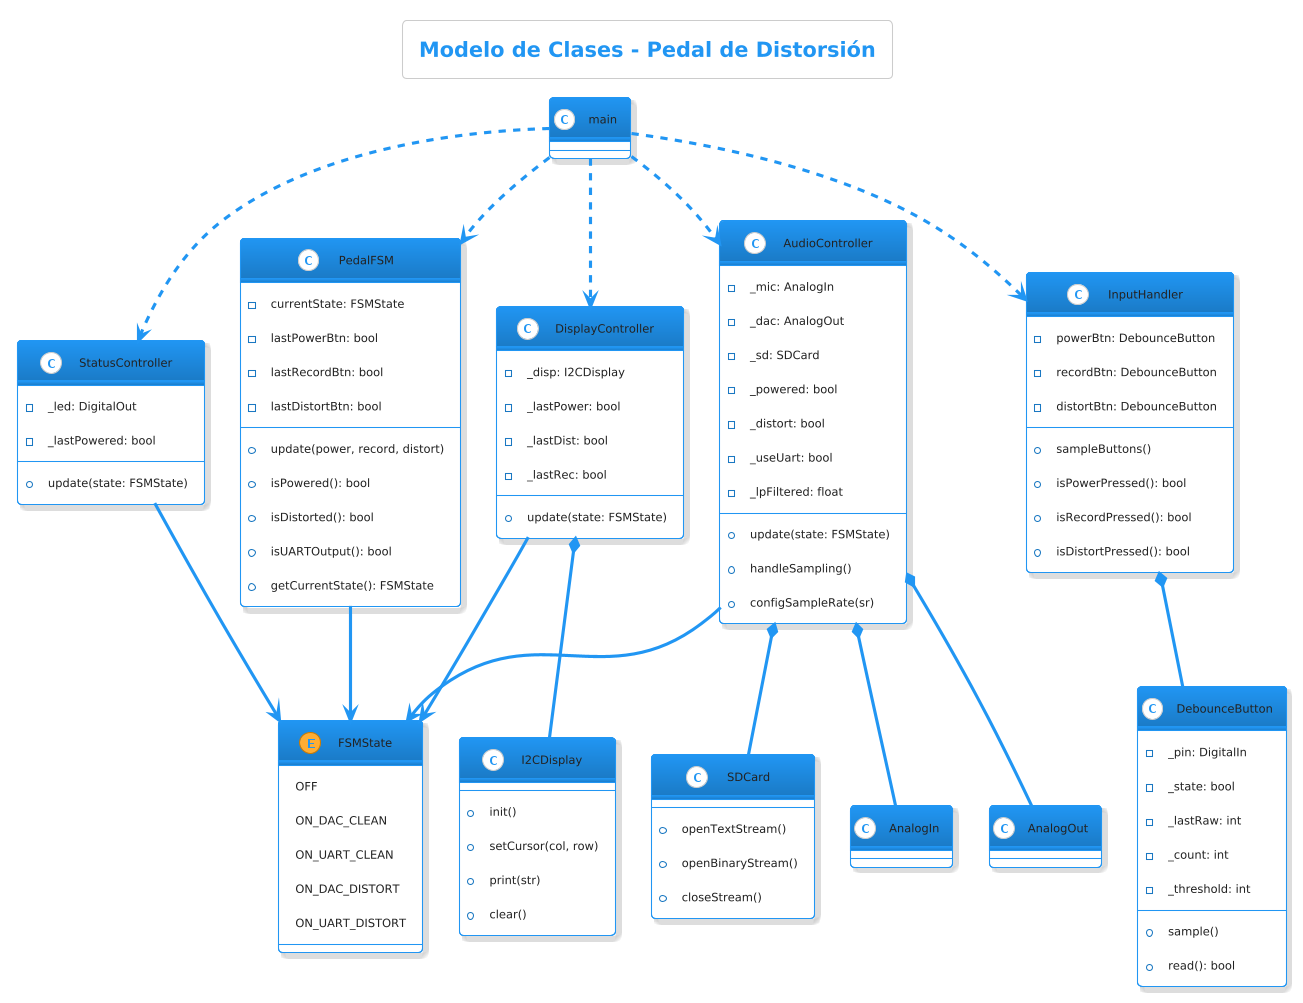 Modelo de Clases - Pedal de Distorsión
C main
C StatusController
_led: DigitalOut
_lastPowered: bool
update(state: FSMState)
C PedalFSM
currentState: FSMState
lastPowerBtn: bool
lastRecordBtn: bool
lastDistortBtn: bool
update(power, record, distort)
isPowered(): bool
isDistorted(): bool
isUARTOutput(): bool
getCurrentState(): FSMState
C DisplayController
_disp: I2CDisplay
_lastPower: bool
_lastDist: bool
_lastRec: bool
update(state: FSMState)
C AudioController
_mic: AnalogIn
_dac: AnalogOut
_sd: SDCard
_powered: bool
_distort: bool
_useUart: bool
_lpFiltered: float
update(state: FSMState)
handleSampling()
configSampleRate(sr)
C InputHandler
powerBtn: DebounceButton
recordBtn: DebounceButton
distortBtn: DebounceButton
sampleButtons()
isPowerPressed(): bool
isRecordPressed(): bool
isDistortPressed(): bool
E FSMState
OFF
ON_DAC_CLEAN
ON_UART_CLEAN
ON_DAC_DISTORT
ON_UART_DISTORT
C I2CDisplay
init()
setCursor(col, row)
print(str)
clear()
C SDCard
openTextStream()
openBinaryStream()
closeStream()
C AnalogIn
C AnalogOut
C DebounceButton
_pin: DigitalIn
_state: bool
_lastRaw: int
_count: int
_threshold: int
sample()
read(): bool